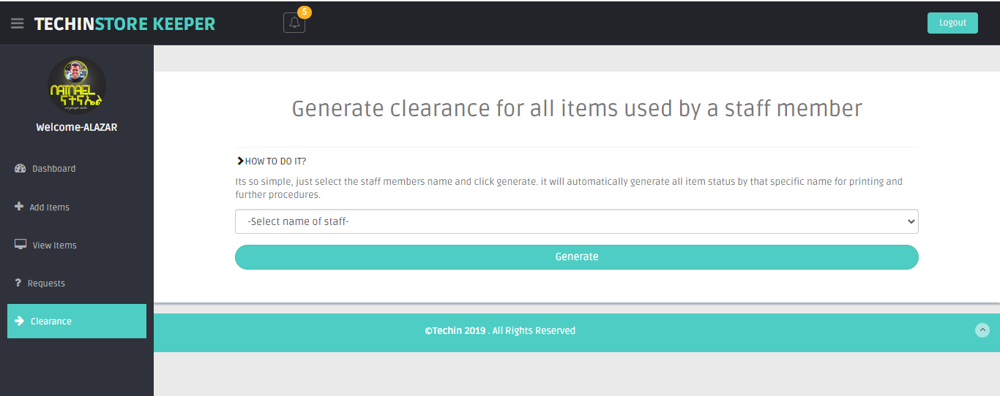 TECHINSTORE KEEPER
5
Logout
NATNAEL
ናትናኤል
Welcome-ALAZAR
Dashboard
Add Items
View Items
Requests
Clearance
Generate clearance for all items used by a staff member
HOW TO DO IT?
Its so simple, just select the staff members name and click generate. it will automatically generate all item status by that specific name for printing and
further procedures.
-Select name of staff-
Generate
©Techin 2019 . All Rights Reserved